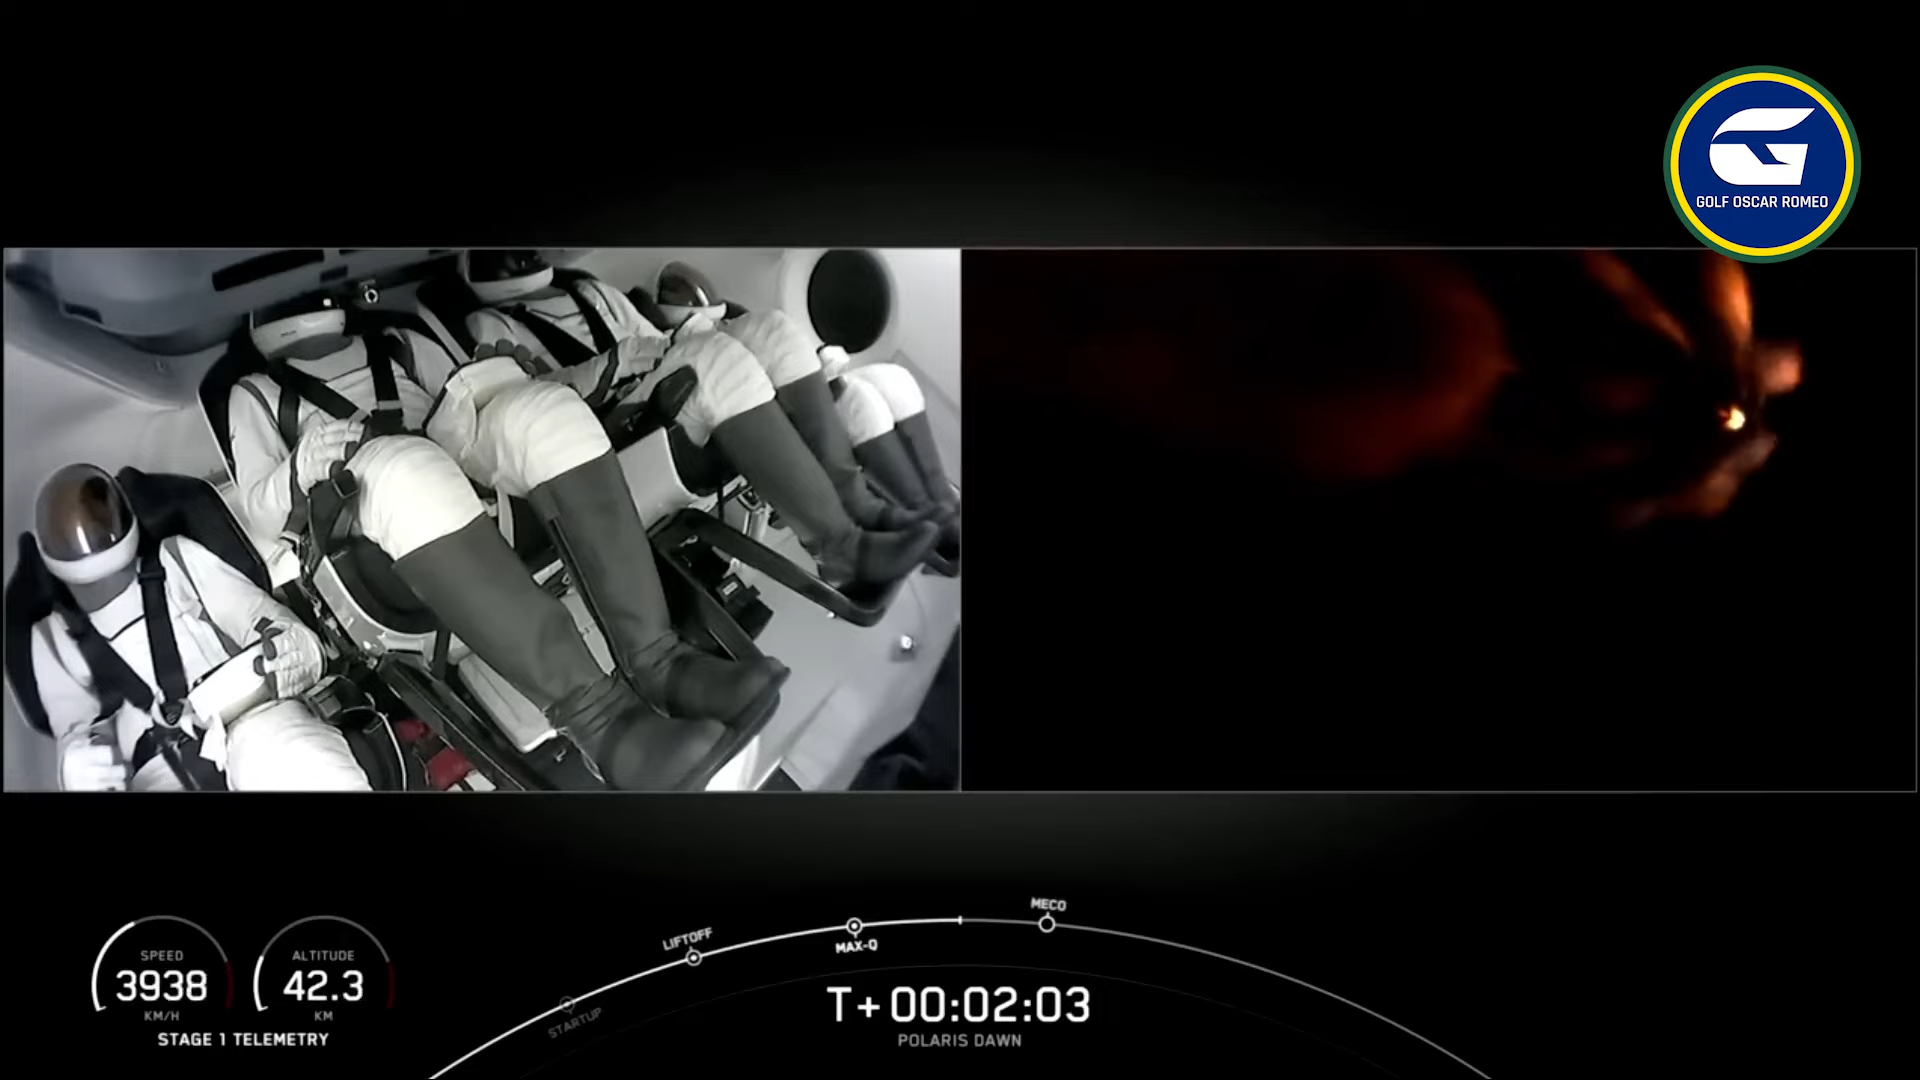 GOLF OSCAR ROMEO
SPEED
3938
KM/H
ALTITUDE
42.3
KM
STAGE 1 TELEMETRY
STARTUP
LIFTOFF
MAX-Q
MECO
T+00:02:03
POLARIS DAWN